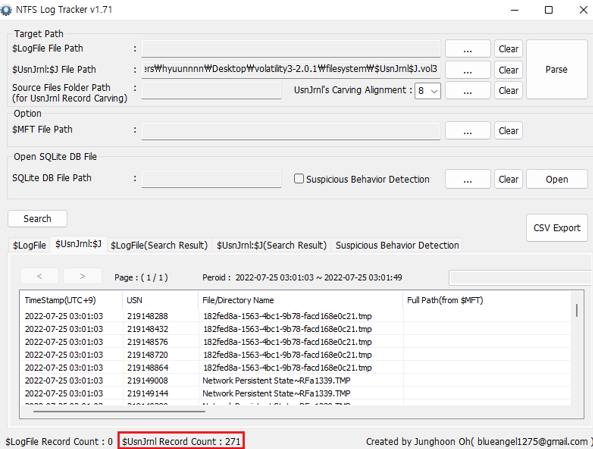 NTFS Log Tracker v1.71
Target Path
$LogFile File Path : ... Clear Parse
$UsnJrnl:$J File Path : ers₩hyuunnnn₩Desktop₩volatility3-2.0.1₩filesystem₩$UsnJrnl$J.vol3 ... Clear
Source Files Folder Path
(for UsnJrnl Record Carving) : UsnJrnl's Carving Alignment : 8 ... Clear
Option
$MFT File Path : ... Clear
Open SQLite DB File
SQLite DB File Path : Suspicious Behavior Detection ... Clear Open
Search
CSV Export
$LogFile $UsnJrnl:$J $LogFile(Search Result) $UsnJrnl:$J(Search Result) Suspicious Behavior Detection
< > Page : ( 1 / 1 ) Peroid : 2022-07-25 03:01:03 ~ 2022-07-25 03:01:49
TimeStamp(UTC+9) USN File/Directory Name Full Path(from $MFT)
2022-07-25 03:01:03 219148288 182fed8a-1563-4bc1-9b78-facd168e0c21.tmp
2022-07-25 03:01:03 219148432 182fed8a-1563-4bc1-9b78-facd168e0c21.tmp
2022-07-25 03:01:03 219148576 182fed8a-1563-4bc1-9b78-facd168e0c21.tmp
2022-07-25 03:01:03 219148720 182fed8a-1563-4bc1-9b78-facd168e0c21.tmp
2022-07-25 03:01:03 219148864 182fed8a-1563-4bc1-9b78-facd168e0c21.tmp
2022-07-25 03:01:03 219149008 Network Persistent State~RFa1339.TMP
2022-07-25 03:01:03 219149144 Network Persistent State~RFa1339.TMP
$LogFile Record Count : 0 $UsnJrnl Record Count : 271 Created by Junghoon Oh( blueangel1275@gmail.com)